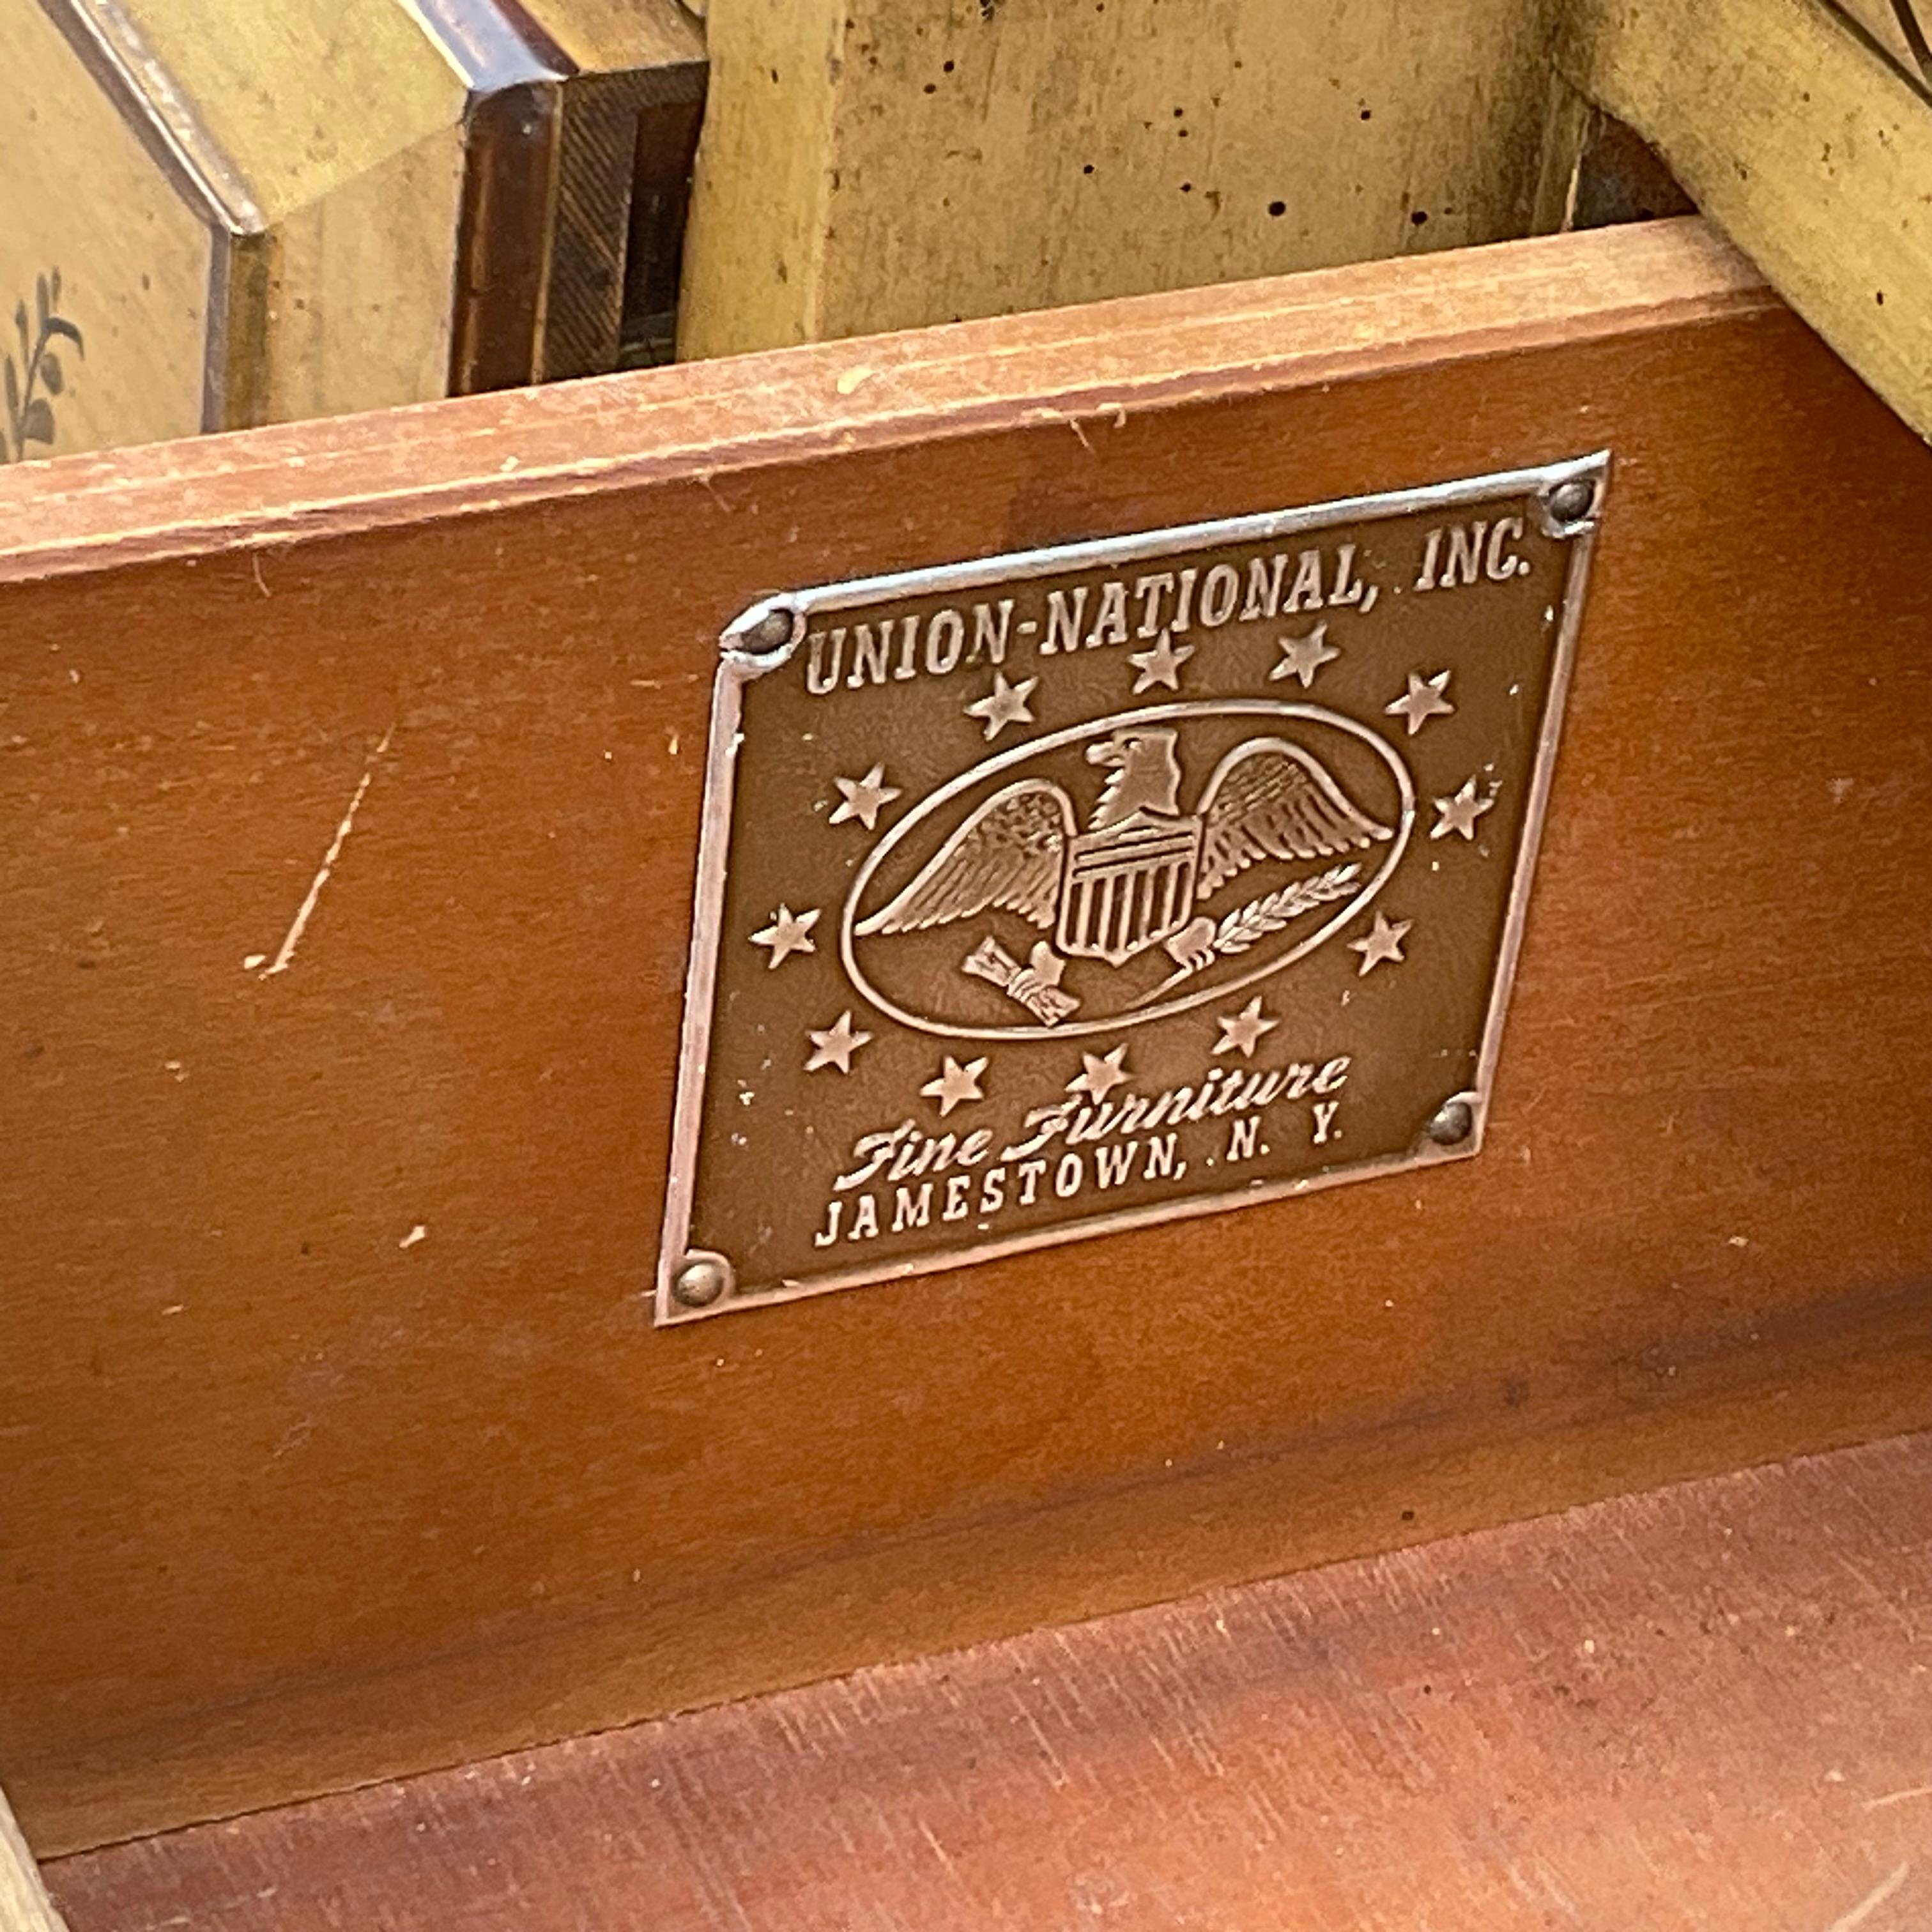 UNION-NATIONAL, INC.
Fine Furniture
JAMESTOWN, N. Y.